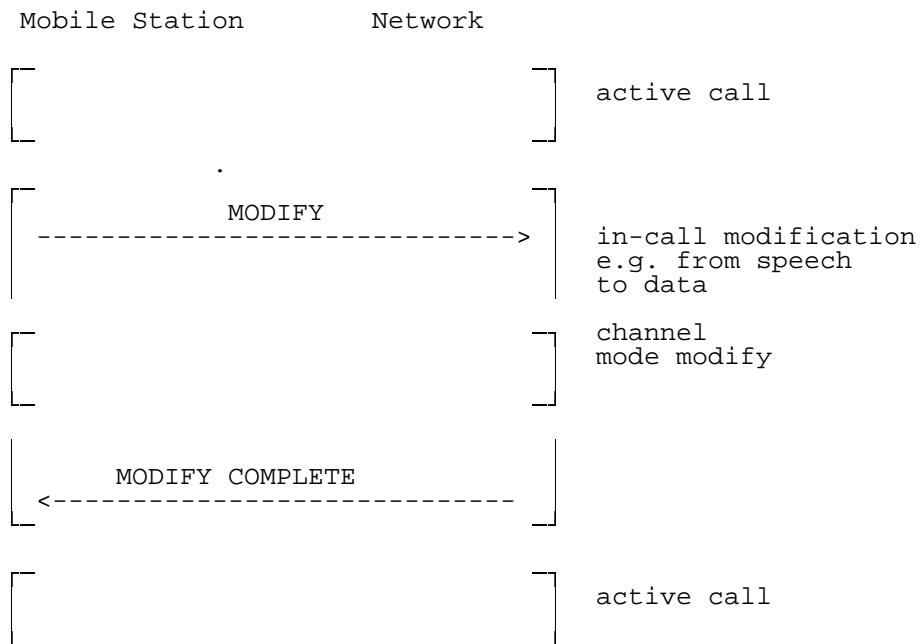 Mobile Station Network
active call
.
MODIFY
-------------------------------> in-call modification
e.g. from speech
to data
channel
mode modify
MODIFY COMPLETE
<------------------------------
active call